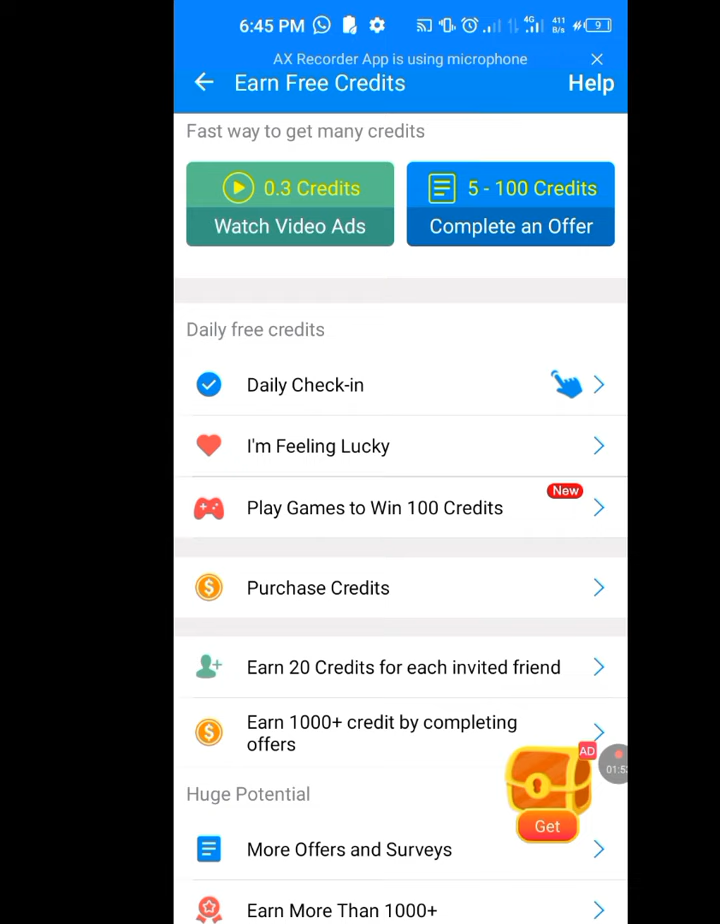 6:45 PM
4G
411
B/s
9
AX Recorder App is using microphone
Earn Free Credits
Help
Fast way to get many credits
0.3 Credits
5 - 100 Credits
Watch Video Ads
Complete an Offer
Daily free credits
Daily Check-in
I'm Feeling Lucky
New
Play Games to Win 100 Credits
Purchase Credits
Earn 20 Credits for each invited friend
Earn 1000+ credit by completing
offers
AD
Get
Huge Potential
More Offers and Surveys
Earn More Than 1000+